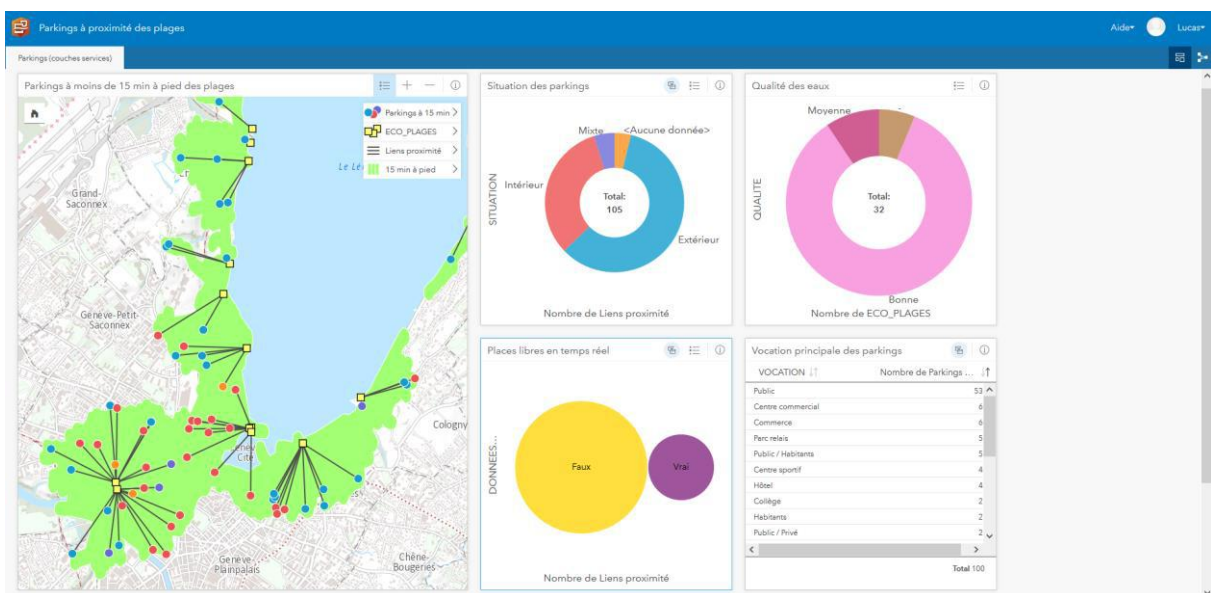 Parkings à proximité des plages
Aide
Lucas
Parkings (couches services)
Parkings à moins de 15 min à pied des plages
Parkings à 15 min
ECO_PLAGES
Liens proximité
15 min à pied
Le Lé
Grand-
Saconnex
Genève-Petit-
Saconnex
Cologny
Cité
Genève-
Plainpalais
Chêne-
Bougeries
Situation des parkings
Mixte
<Aucune donnée>
Intérieur
Total:
105
Extérieur
SITUATION
Nombre de Liens proximité
Qualité des eaux
Moyenne
-
Total:
32
QUALITE
Bonne
Nombre de ECO_PLAGES
Places libres en temps réel
DONNEES...
Faux
Vrai
Nombre de Liens proximité
Vocation principale des parkings
VOCATION Nombre de Parkings ...
Public 53
Centre commercial 6
Commerce 6
Parc relais 5
Public / Habitants 5
Centre sportif 4
Hôtel 4
Collège 2
Habitants 2
Public / Privé 2
Total 100